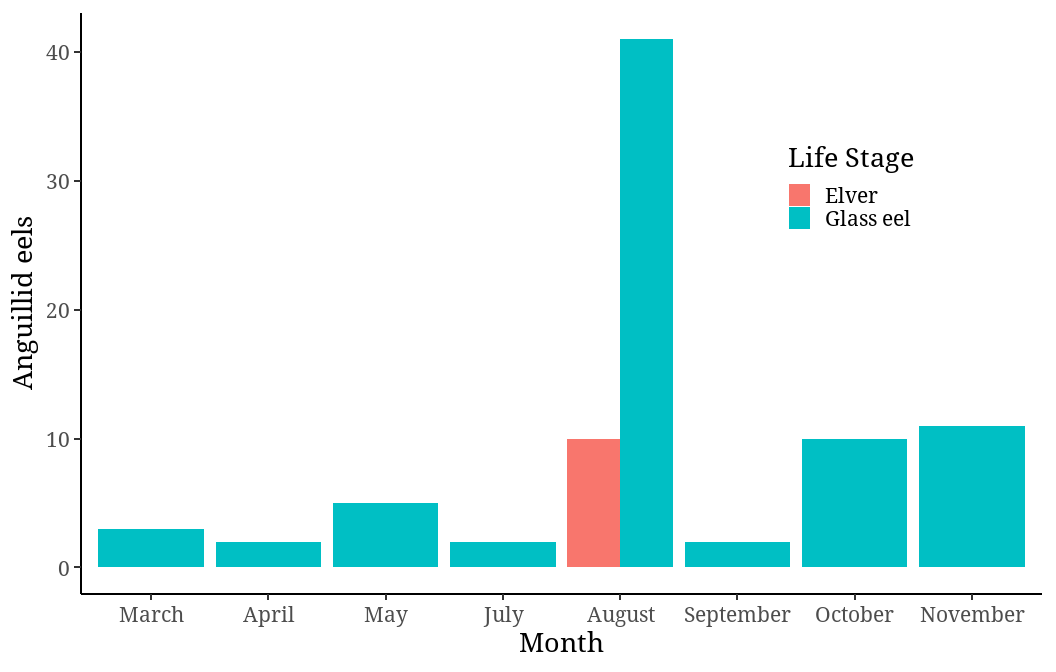 40
30
20
10
0
Anguillid eels
Life Stage
Elver
Glass eel
March April May July August September October November
Month